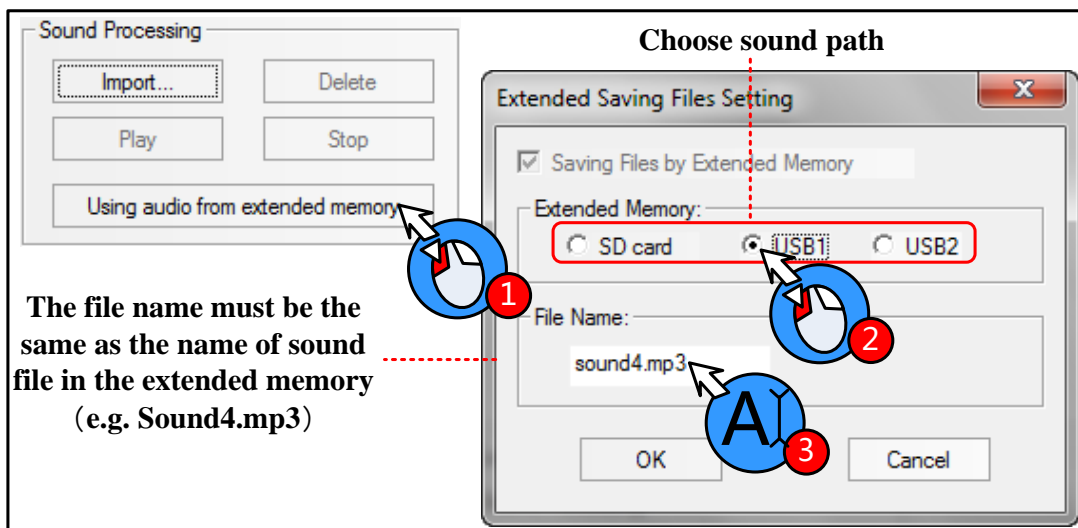 Sound Processing
Import...
Delete
Play
Stop
Using audio from extended memory
1
The file name must be the
same as the name of sound
file in the extended memory
（e.g. Sound4.mp3）
Choose sound path
Extended Saving Files Setting
X
Saving Files by Extended Memory
Extended Memory:
SD card
USB1
USB2
2
File Name:
sound4.mp3
A
3
OK
Cancel